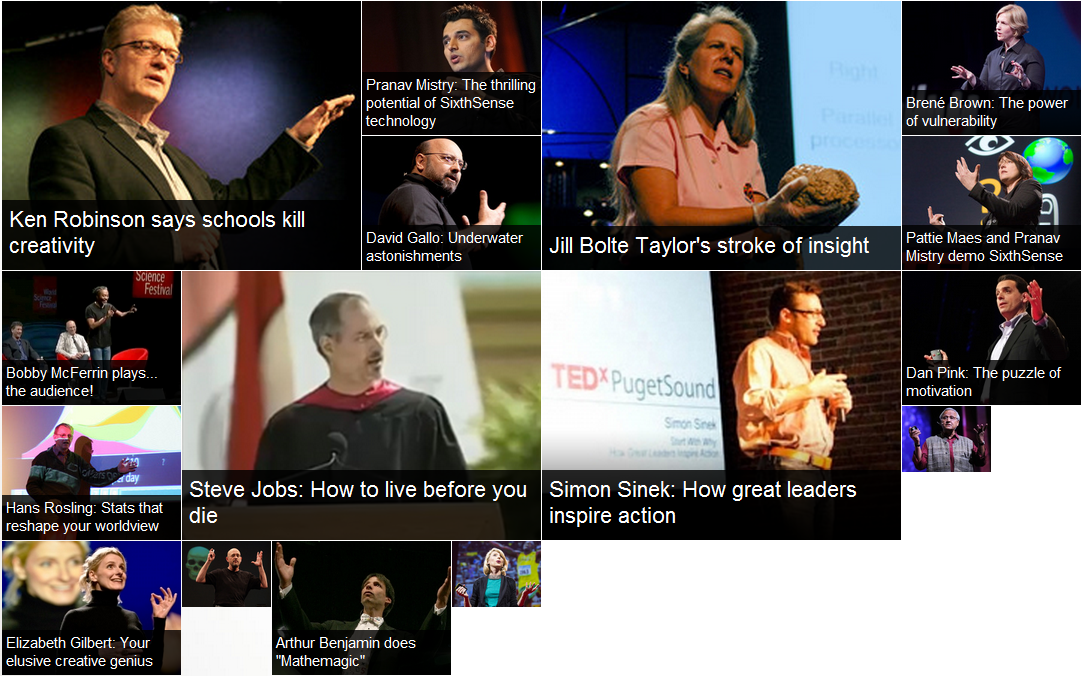 Ken Robinson says schools kill
creativity
Pranav Mistry: The thrilling
potential of SixthSense
technology
David Gallo: Underwater
astonishments
Right
Parallel
processo
Jill Bolte Taylor's stroke of insight
Brené Brown: The power
of vulnerability
Pattie Maes and Pranav
Mistry demo SixthSense
World
Science
Festival
Science
Festival
Bobby McFerrin plays...
the audience!
Steve Jobs: How to live before you
die
TEDx PugetSound
Simon Sinek
Start With Why
How Great Leaders Inspire Action
Simon Sinek: How great leaders
inspire action
Dan Pink: The puzzle of
motivation
day
Hans Rosling: Stats that
reshape your worldview
Elizabeth Gilbert: Your
elusive creative genius
Arthur Benjamin does
"Mathemagic"